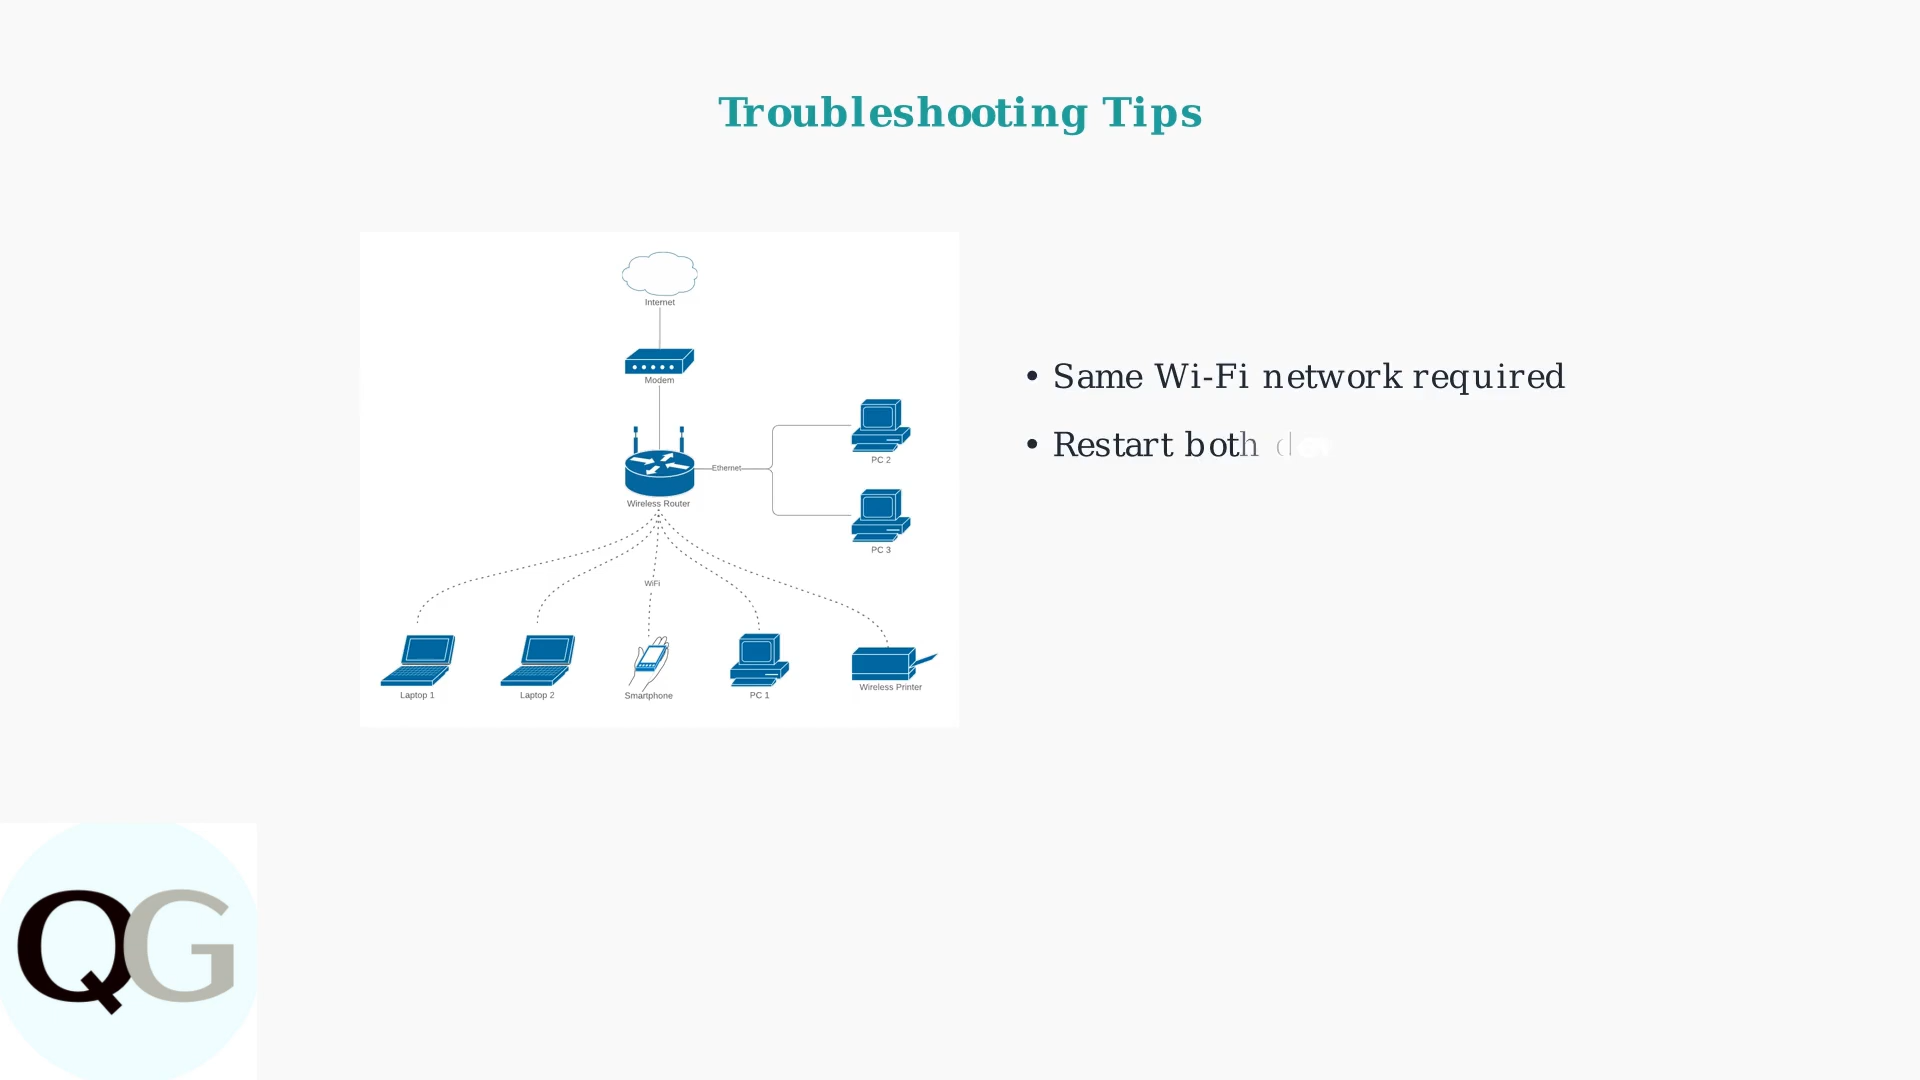 Troubleshooting Tips
Internet
Modem
Wireless Router
Ethernet
PC 2
PC 3
WiFi
Laptop 1
Laptop 2
Smartphone
PC 1
Wireless Printer
• Same Wi-Fi network required
• Restart both
QG